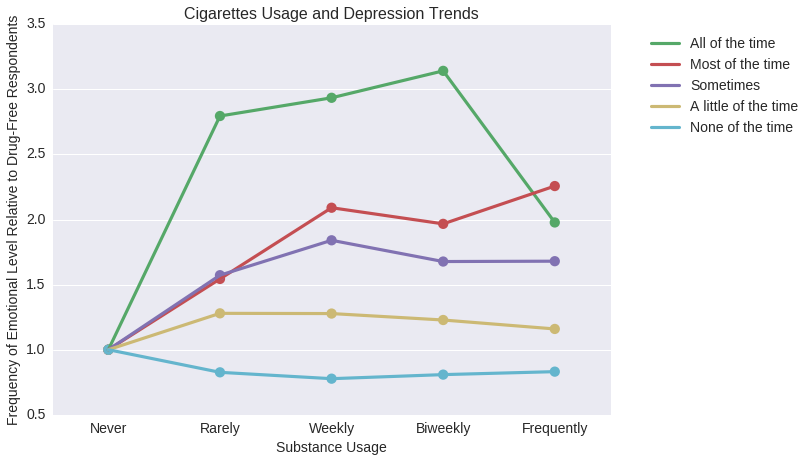 Cigarettes Usage and Depression Trends
Frequency of Emotional Level Relative to Drug-Free Respondents
3.5
3.0
2.5
2.0
1.5
1.0
0.5
Never Rarely Weekly Biweekly Frequently
Substance Usage
All of the time
Most of the time
Sometimes
A little of the time
None of the time